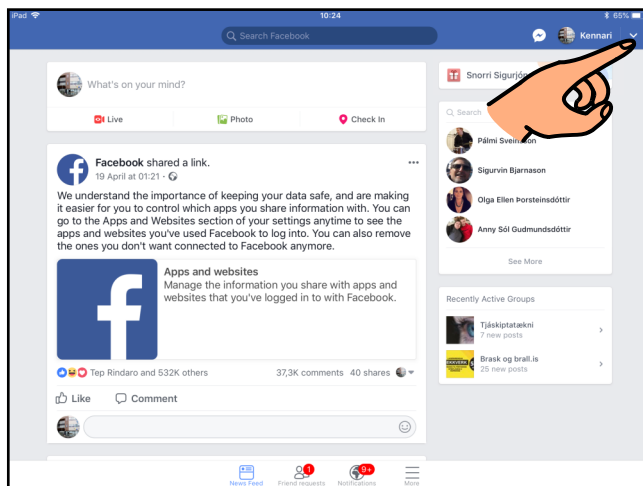 iPad 10:24 65%
Search Facebook
Kennari
What's on your mind?
Live Photo Check In
Facebook shared a link.
19 April at 01:21 ·
We understand the importance of keeping your data safe, and are making
it easier for you to control which apps you share information with. You can
go to the Apps and Websites section of your settings anytime to see the
apps and websites you've used Facebook to log into. You can also remove
the ones you don't want connected to Facebook anymore.
Apps and websites
Manage the information you share with apps and
websites that you've logged in to with Facebook.
Tep Rindaro and 532K others 37,3K comments 40 shares
Like Comment
Snorri
Search
Pálmi
Sigurvin Bjarnason
Olga Ellen Þorsteinsdóttir
Anny Sól Gudmundsdóttir
See More
Recently Active Groups
Tjáskiptatækni
7 new posts
Brask og brall.is
25 new posts
1 9+
News Feed Friend requests Notifications More